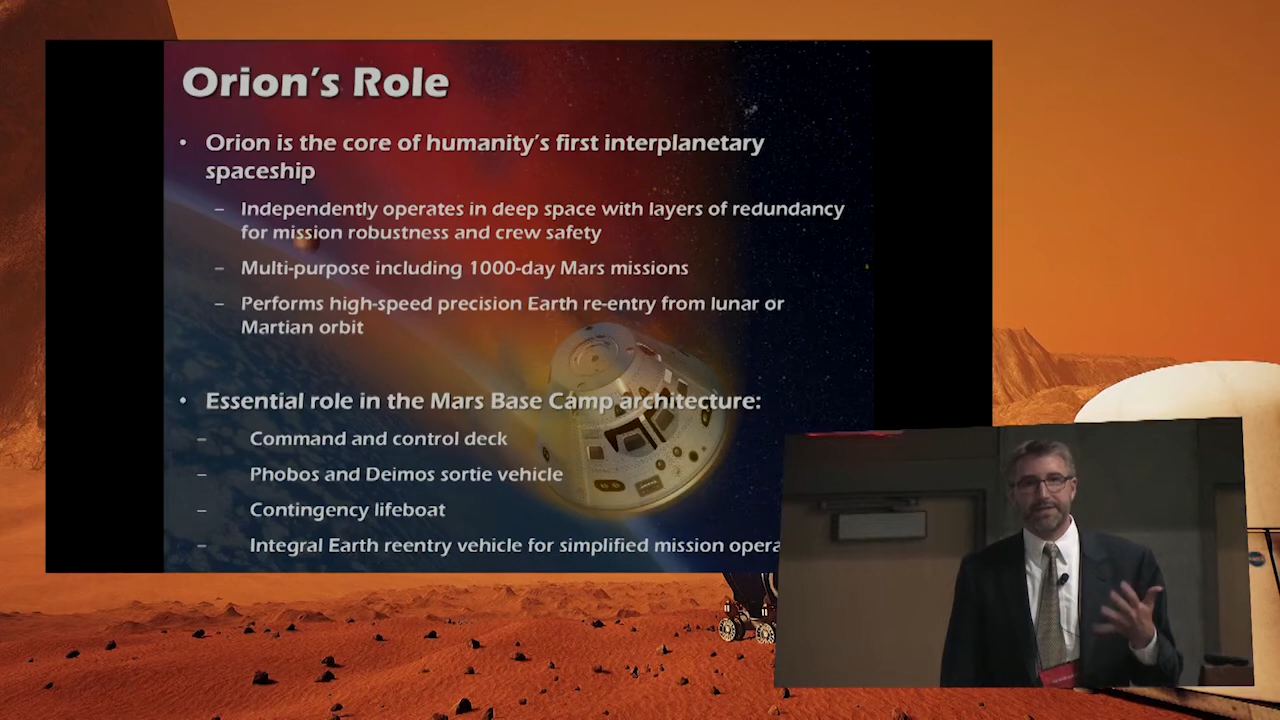 Orion's Role
• Orion is the core of humanity's first interplanetary
spaceship
– Independently operates in deep space with layers of redundancy
for mission robustness and crew safety
– Multi-purpose including 1000-day Mars missions
– Performs high-speed precision Earth re-entry from lunar or
Martian orbit
• Essential role in the Mars Base Camp architecture:
– Command and control deck
– Phobos and Deimos sortie vehicle
– Contingency lifeboat
– Integral Earth reentry vehicle for simplified mission opera